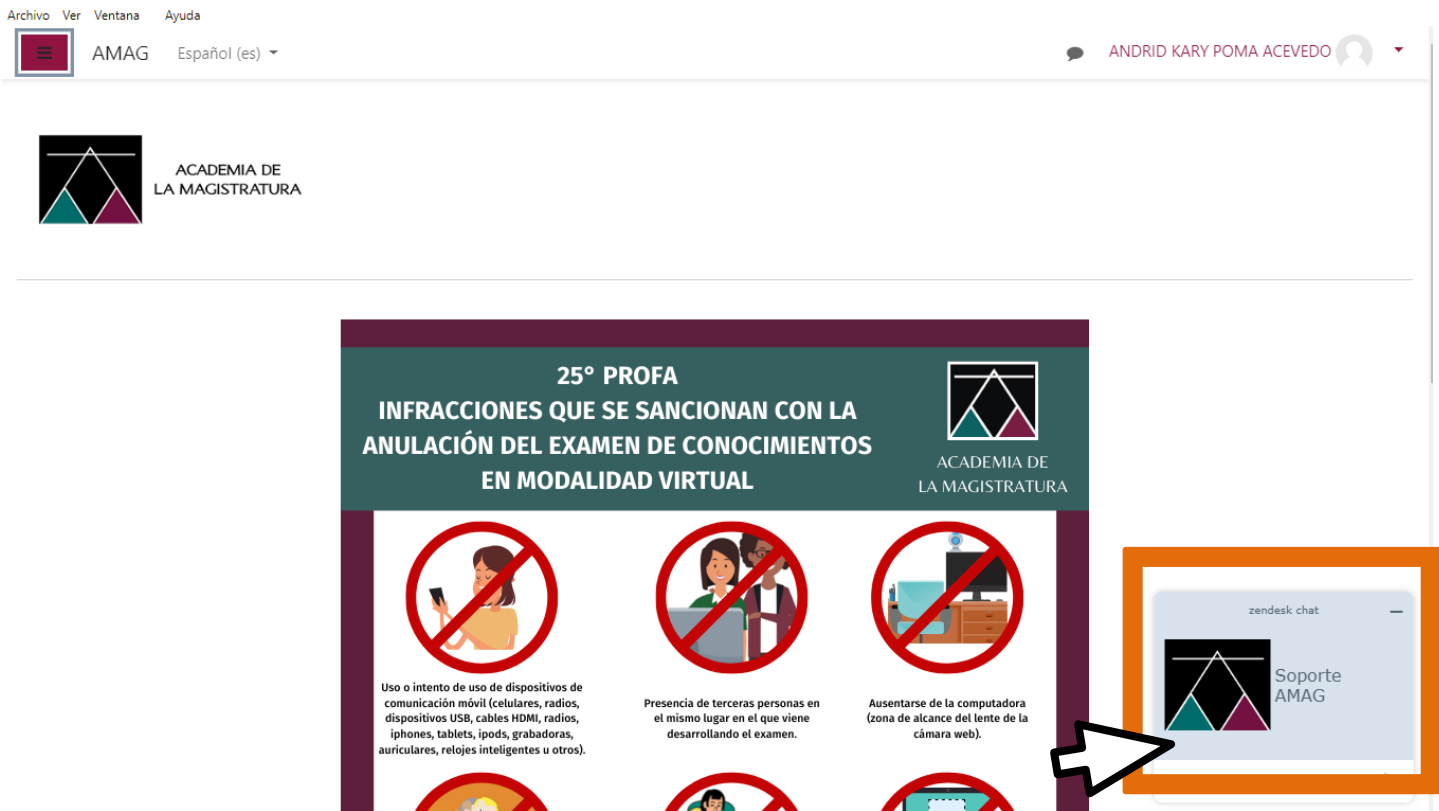 Archivo Ver Ventana Ayuda
AMAG Español (es)
ANDRID KARY POMA ACEVEDO
ACADEMIA DE
LA MAGISTRATURA
25° PROFA
INFRACCIONES QUE SE SANCIONAN CON LA
ANULACIÓN DEL EXAMEN DE CONOCIMIENTOS
EN MODALIDAD VIRTUAL
ACADEMIA DE
LA MAGISTRATURA
Uso o intento de uso de dispositivos de
comunicación móvil (celulares, radios,
dispositivos USB, cables HDMI, radios,
iphones, tablets, ipods, grabadoras,
auriculares, relojes inteligentes u otros).
Presencia de terceras personas en
el mismo lugar en el que viene
desarrollando el examen.
Ausentarse de la computadora
(zona de alcance del lente de la
cámara web).
zendesk chat
Soporte
AMAG